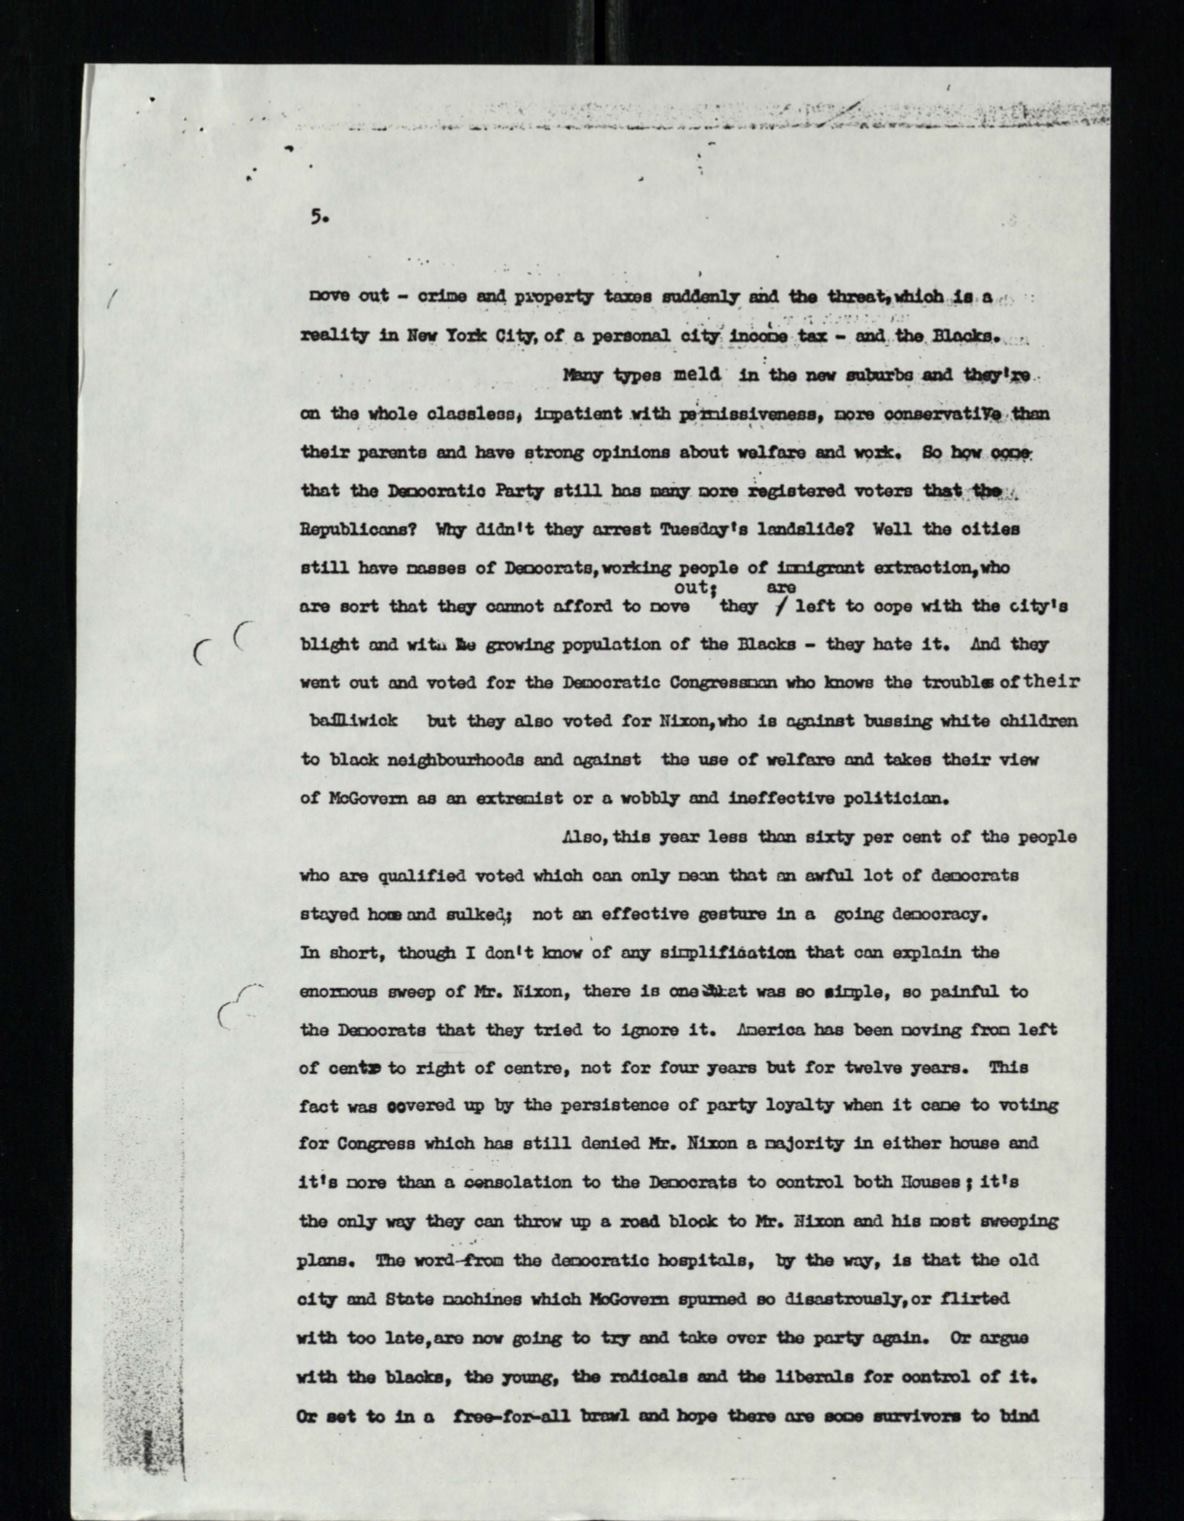 5.
move out - crime and property taxes suddenly and the threat, which is a
reality in New York City, of a personal city income tax - and the Blacks.
Many types meld in the new suburbs and they're
on the whole classless, impatient with permissiveness, more conservative than
their parents and have strong opinions about welfare and work. So how come
that the Democratic Party still has many more registered voters that the
Republicans? Why didn't they arrest Tuesday's landslide? Well the cities
still have masses of Democrats, working people of immigrant extraction, who
out; are
are sort that they cannot afford to move they / left to cope with the city's
blight and with he growing population of the Blacks - they hate it. And they
went out and voted for the Democratic Congressman who knows the troubles of their
bailliwick but they also voted for Nixon, who is against bussing white children
to black neighbourhoods and against the use of welfare and takes their view
of McGovern as an extremist or a wobbly and ineffective politician.
Also, this year less than sixty per cent of the people
who are qualified voted which can only mean that an awful lot of democrats
stayed home and sulked; not an effective gesture in a going democracy.
In short, though I don't know of any simplification that can explain the
enormous sweep of Mr. Nixon, there is one that was so simple, so painful to
the Democrats that they tried to ignore it. America has been moving from left
of centre to right of centre, not for four years but for twelve years. This
fact was covered up by the persistence of party loyalty when it came to voting
for Congress which has still denied Mr. Nixon a majority in either house and
it's more than a consolation to the Democrats to control both Houses; it's
the only way they can throw up a road block to Mr. Nixon and his most sweeping
plans. The word-from the democratic hospitals, by the way, is that the old
city and State machines which McGovern spurned so disastrously, or flirted
with too late, are now going to try and take over the party again. Or argue
with the blacks, the young, the radicals and the liberals for control of it.
Or set to in a free-for-all brawl and hope there are some survivors to bind